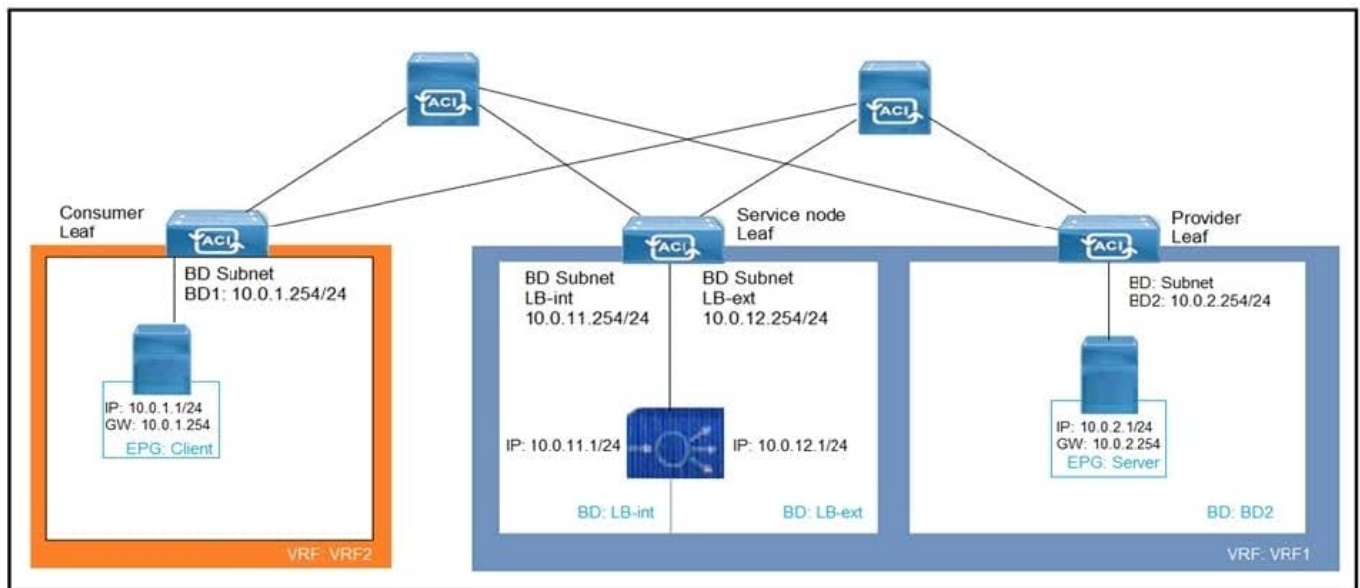 ACI
ACI
Consumer
Leaf
ACI
BD Subnet
BD1: 10.0.1.254/24
IP: 10.0.1.1/24
GW: 10.0.1.254
EPG: Client
VRF: VRF2
Service node
Leaf
ACI
BD Subnet
LB-int
10.0.11.254/24
BD Subnet
LB-ext
10.0.12.254/24
IP: 10.0.11.1/24
IP: 10.0.12.1/24
BD: LB-int
BD: LB-ext
Provider
Leaf
ACI
BD: Subnet
BD2: 10.0.2.254/24
IP: 10.0.2.1/24
GW: 10.0.2.254
EPG: Server
BD: BD2
VRF: VRF1